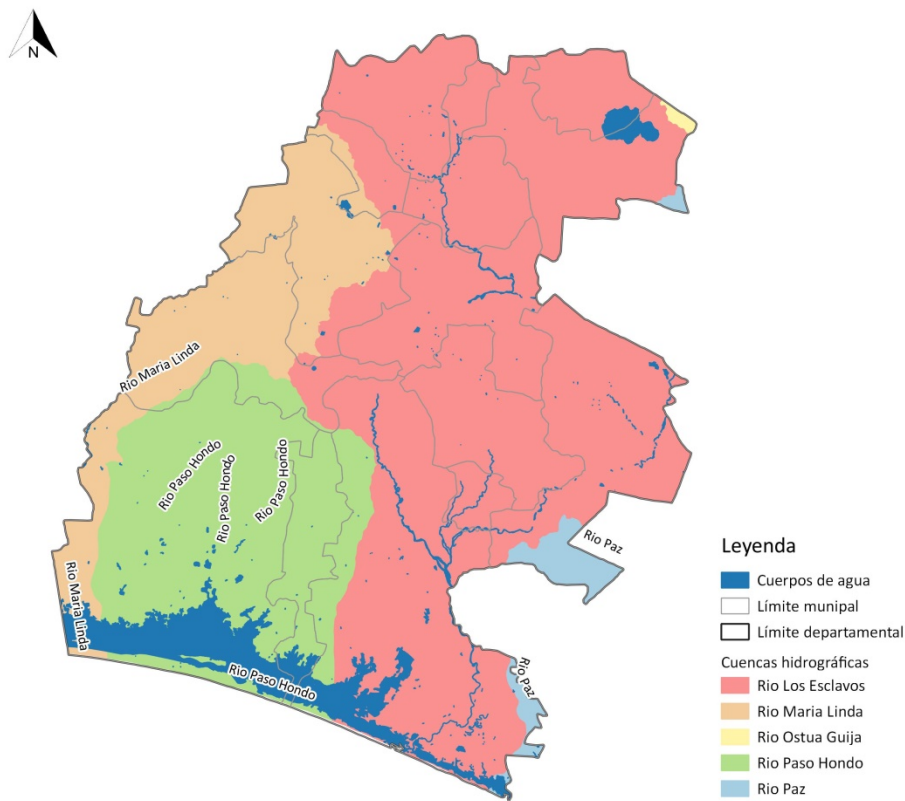 N
Rio Maria Linda
Rio Paso Hondo
Rio Paso Hondo
Rio Paso Hondo
Rio Paz
Rio Maria Linda
Rio Paso Hondo
Rio Paz
Leyenda
Cuerpos de agua
Límite munipal
Límite departamental
Cuencas hidrográficas
Rio Los Esclavos
Rio Maria Linda
Rio Ostua Guija
Rio Paso Hondo
Rio Paz